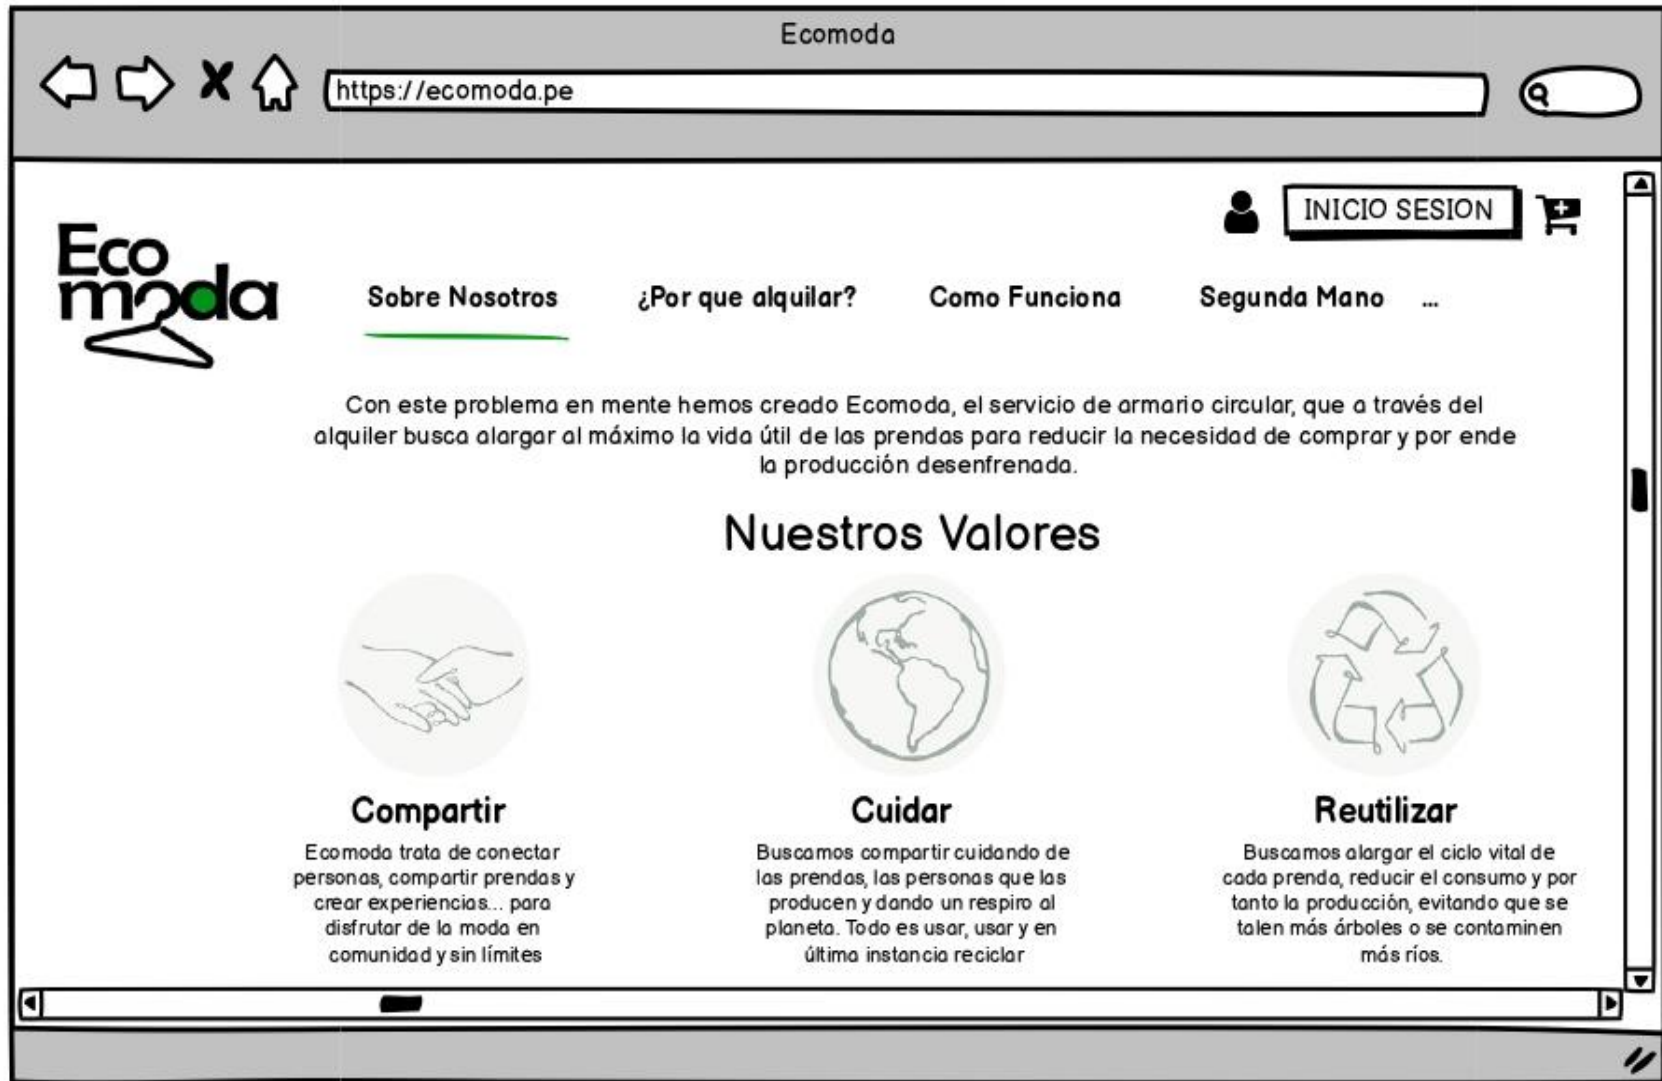 Ecomoda
https://ecomoda.pe
INICIO SESION
Eco
moda
Sobre Nosotros
¿Por que alquilar?
Como Funciona
Segunda Mano
...
Con este problema en mente hemos creado Ecomoda, el servicio de armario circular, que a través del
alquiler busca alargar al máximo la vida útil de las prendas para reducir la necesidad de comprar y por ende
la producción desenfrenada.
Nuestros Valores
Compartir
Ecomoda trata de conectar
personas, compartir prendas y
crear experiencias... para
disfrutar de la moda en
comunidad y sin límites
Cuidar
Buscamos compartir cuidando de
las prendas, las personas que las
producen y dando un respiro al
planeta. Todo es usar, usar y en
última instancia reciclar
Reutilizar
Buscamos alargar el ciclo vital de
cada prenda, reducir el consumo y por
tanto la producción, evitando que se
talen más árboles o se contaminen
más ríos.